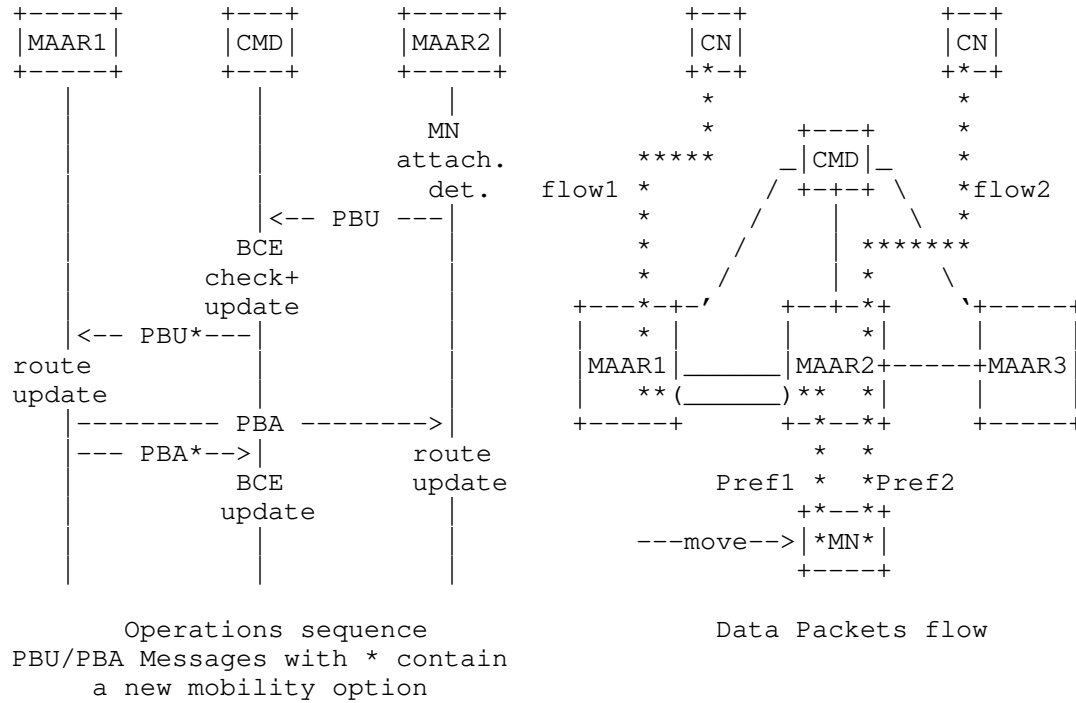 MAAR1 CMD MAAR2 CN CN
MN
attach. CMD
det. flow1 flow2
<-- PBU ---
BCE
check+
update
<-- PBU*---
route MAAR1 MAAR2 MAAR3
update
--------- PBA -------->
--- PBA*--> route
BCE update Pref1 Pref2
update
---move--> *MN*
Operations sequence Data Packets flow
PBU/PBA Messages with * contain
a new mobility option